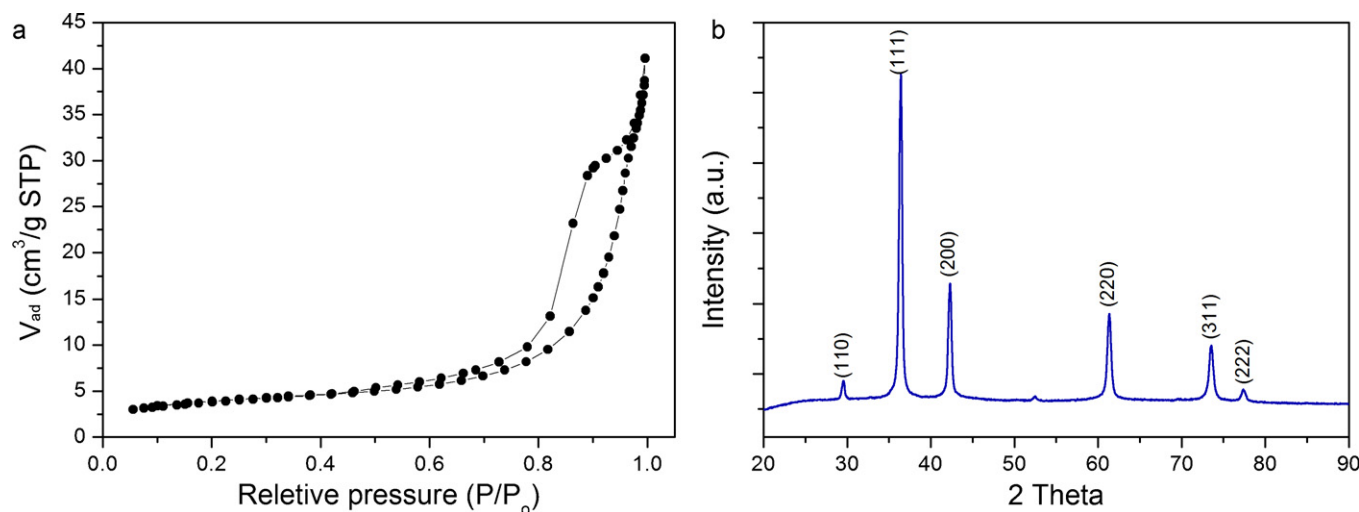 a
45
40
35
30
25
20
15
10
5
0
V_ad (cm³/g STP)
0.0 0.2 0.4 0.6 0.8 1.0
Reletive pressure (P/P_o)
b
Intensity (a.u.)
(110)
(111)
(200)
(220)
(311)
(222)
20 30 40 50 60 70 80 90
2 Theta